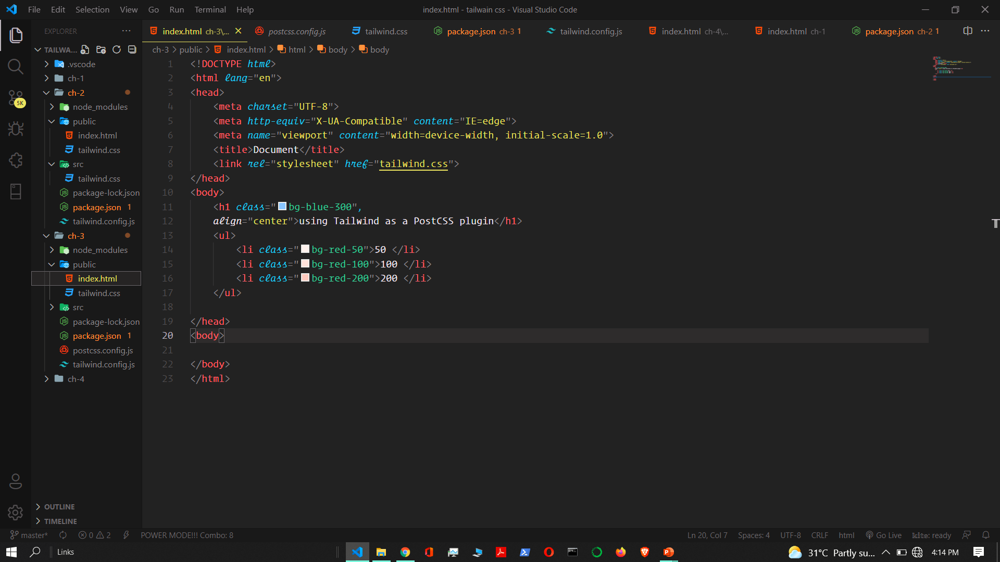 File Edit Selection View Go Run Terminal Help
index.html - tailwain css - Visual Studio Code
EXPLORER
index.html ch-3\... postcss.config.js tailwind.css package.json ch-3 1 tailwind.config.js index.html ch-4\... index.html ch-1 package.json ch-2 1
TAILWA...
ch-3 > public > index.html > html > body > body
.vscode
ch-1
ch-2
node_modules
public
index.html
tailwind.css
src
tailwind.css
package-lock.json
package.json 1
tailwind.config.js
ch-3
node_modules
public
index.html
tailwind.css
src
package-lock.json
package.json 1
postcss.config.js
tailwind.config.js
ch-4
5K
OUTLINE
TIMELINE
1 <!DOCTYPE html>
2 <html lang="en">
3 <head>
4 <meta charset="UTF-8">
5 <meta http-equiv="X-UA-Compatible" content="IE=edge">
6 <meta name="viewport" content="width=device-width, initial-scale=1.0">
7 <title>Document</title>
8 <link rel="stylesheet" href="tailwind.css">
9 </head>
10 <body>
11 <h1 class="bg-blue-300",
12 align="center">using Tailwind as a PostCSS plugin</h1>
13 <ul>
14 <li class="bg-red-50">50 </li>
15 <li class="bg-red-100">100 </li>
16 <li class="bg-red-200">200 </li>
17 </ul>
18
19 </head>
20 <body>
21
22 </body>
23 </html>
master* 0 2 POWER MODE!!! Combo: 8
Ln 20, Col 7 Spaces: 4 UTF-8 CRLF html Go Live kite: ready
Links
31°C Partly su... 4:14 PM